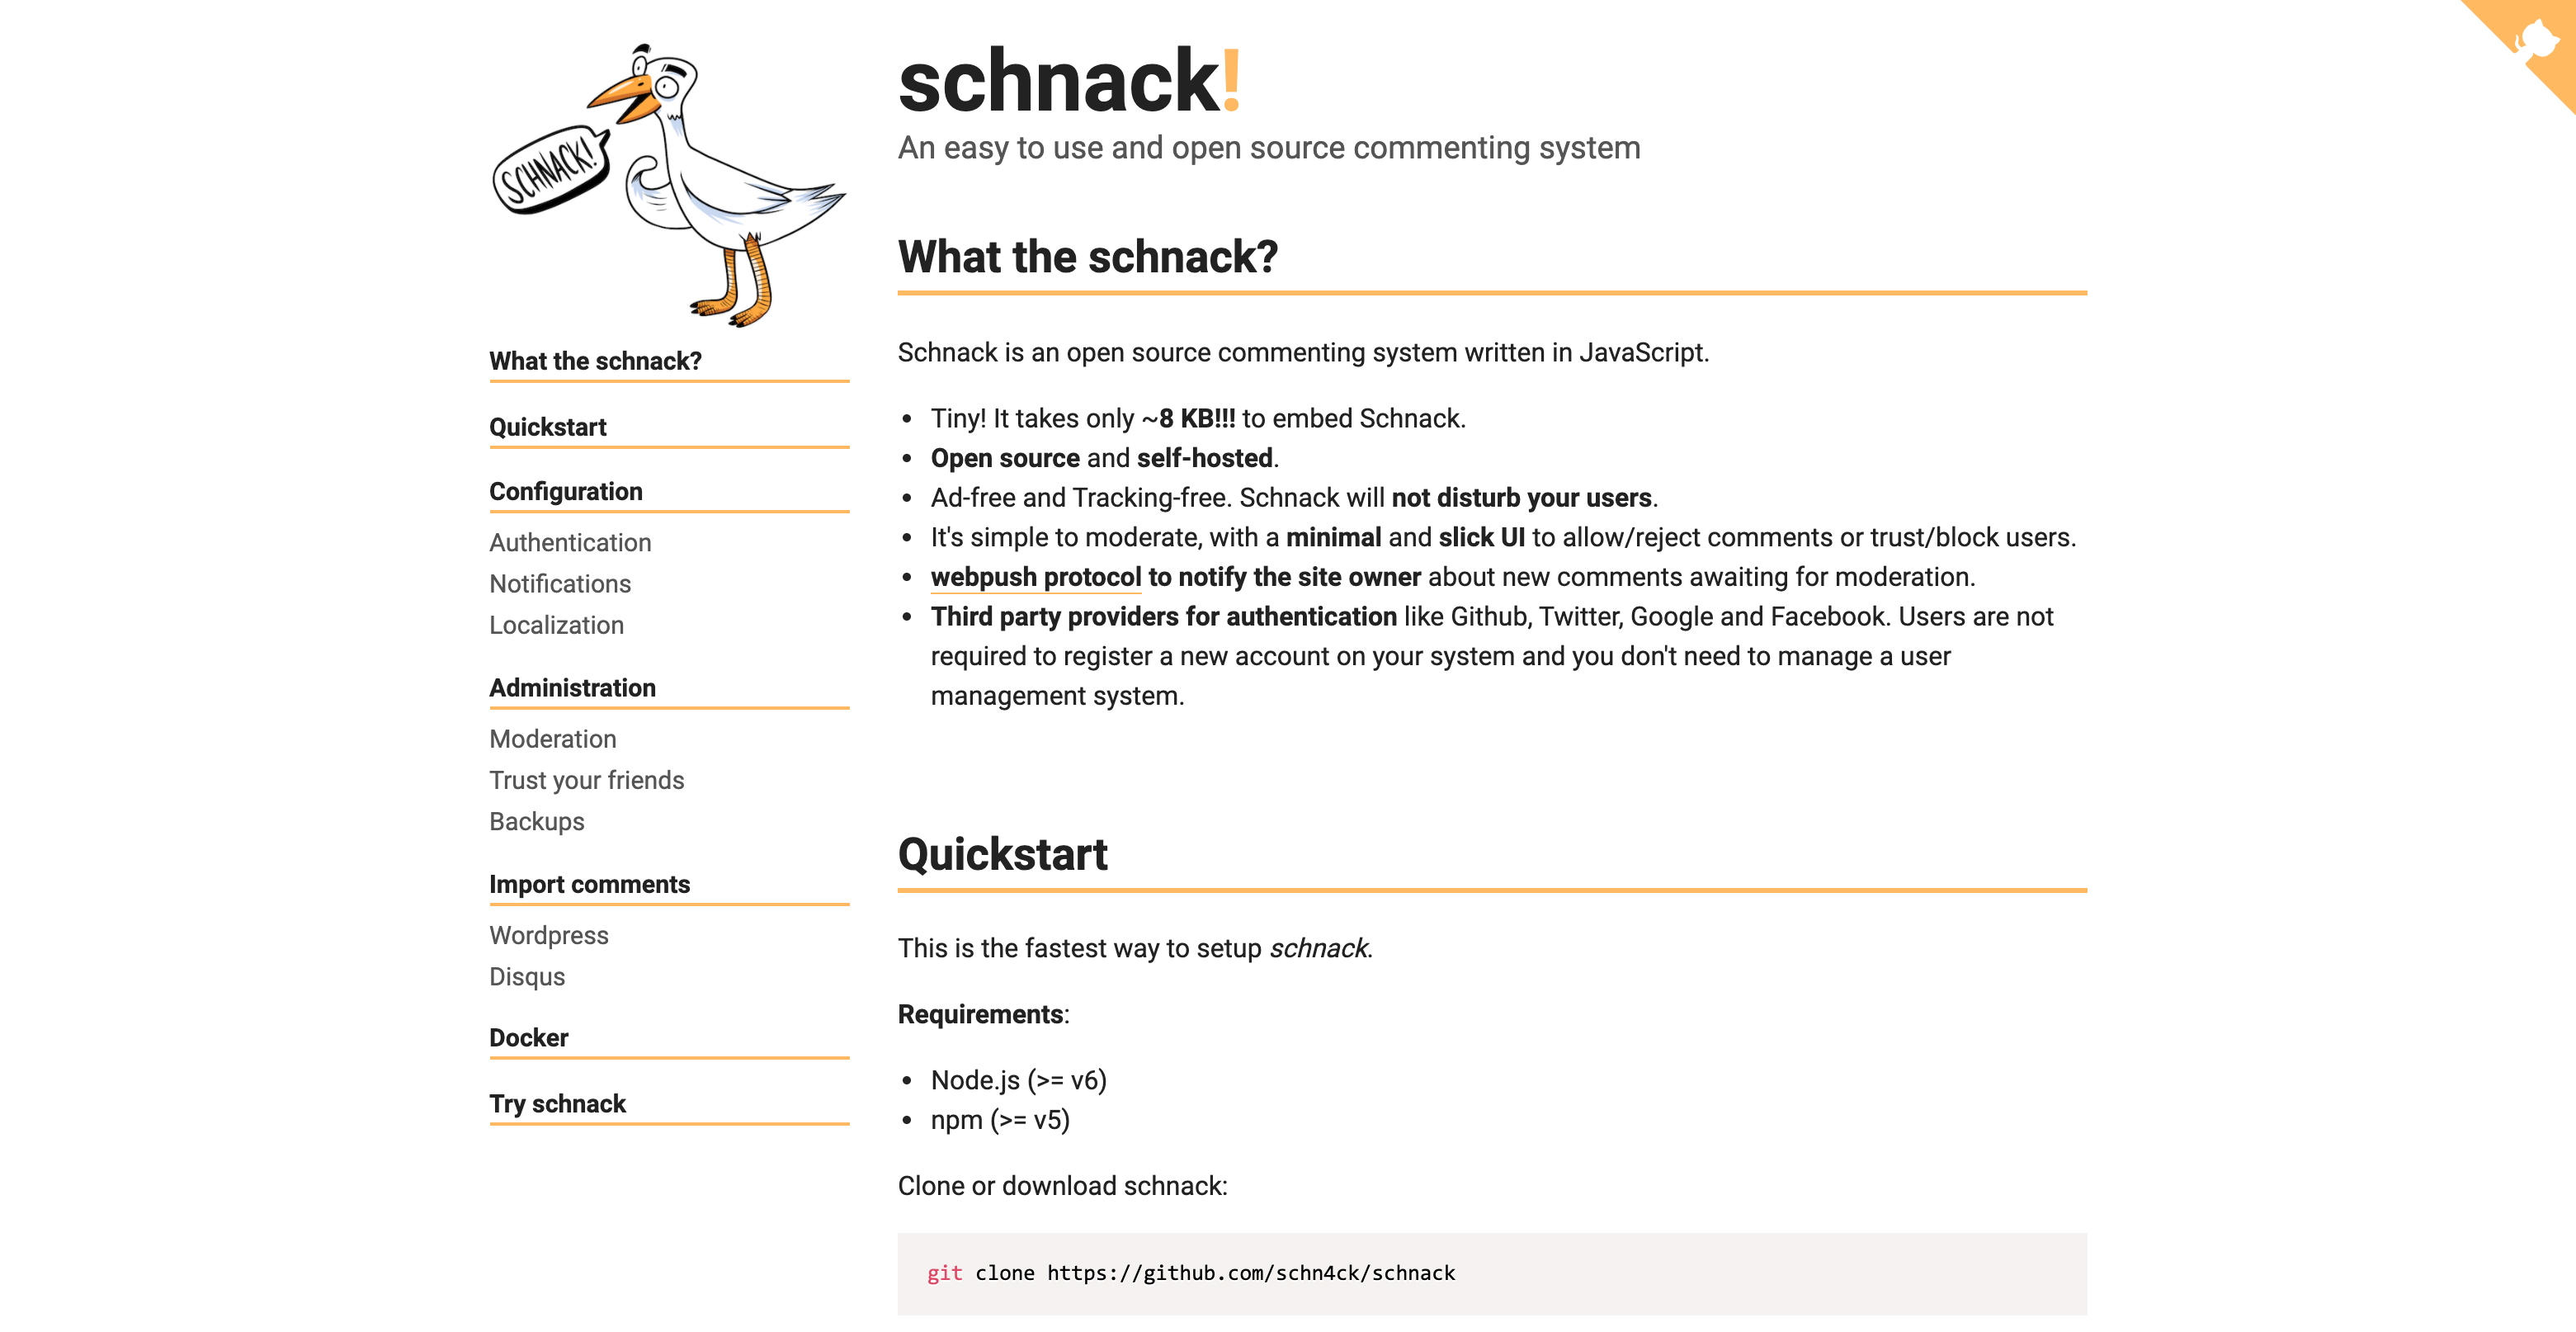 SCHNACK!
What the schnack?
Quickstart
Configuration
Authentication
Notifications
Localization
Administration
Moderation
Trust your friends
Backups
Import comments
Wordpress
Disqus
Docker
Try schnack
schnack!
An easy to use and open source commenting system
What the schnack?
Schnack is an open source commenting system written in JavaScript.
• Tiny! It takes only ~8 KB!!! to embed Schnack.
• Open source and self-hosted.
• Ad-free and Tracking-free. Schnack will not disturb your users.
• It's simple to moderate, with a minimal and slick UI to allow/reject comments or trust/block users.
• webpush protocol to notify the site owner about new comments awaiting for moderation.
• Third party providers for authentication like Github, Twitter, Google and Facebook. Users are not
required to register a new account on your system and you don't need to manage a user
management system.
Quickstart
This is the fastest way to setup schnack.
Requirements:
• Node.js (>= v6)
• npm (>= v5)
Clone or download schnack:
git clone https://github.com/schn4ck/schnack